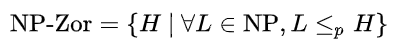 NP-Zor = {H | ∀L ∈ NP, L ≤ₚ H}